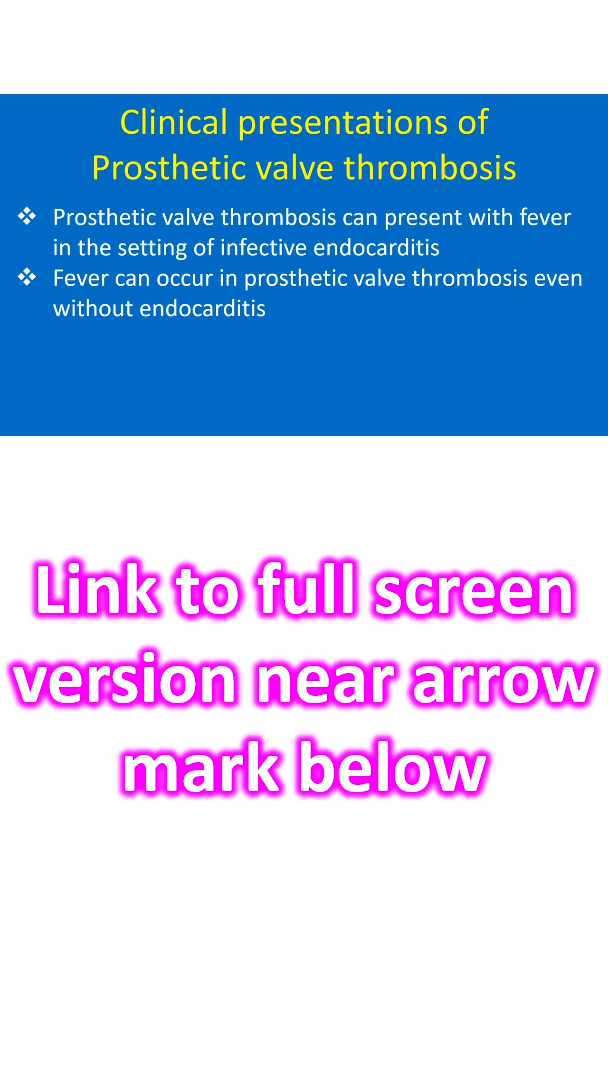 Clinical presentations of
Prosthetic valve thrombosis
❖ Prosthetic valve thrombosis can present with fever
in the setting of infective endocarditis
❖ Fever can occur in prosthetic valve thrombosis even
without endocarditis
Link to full screen
version near arrow
mark below